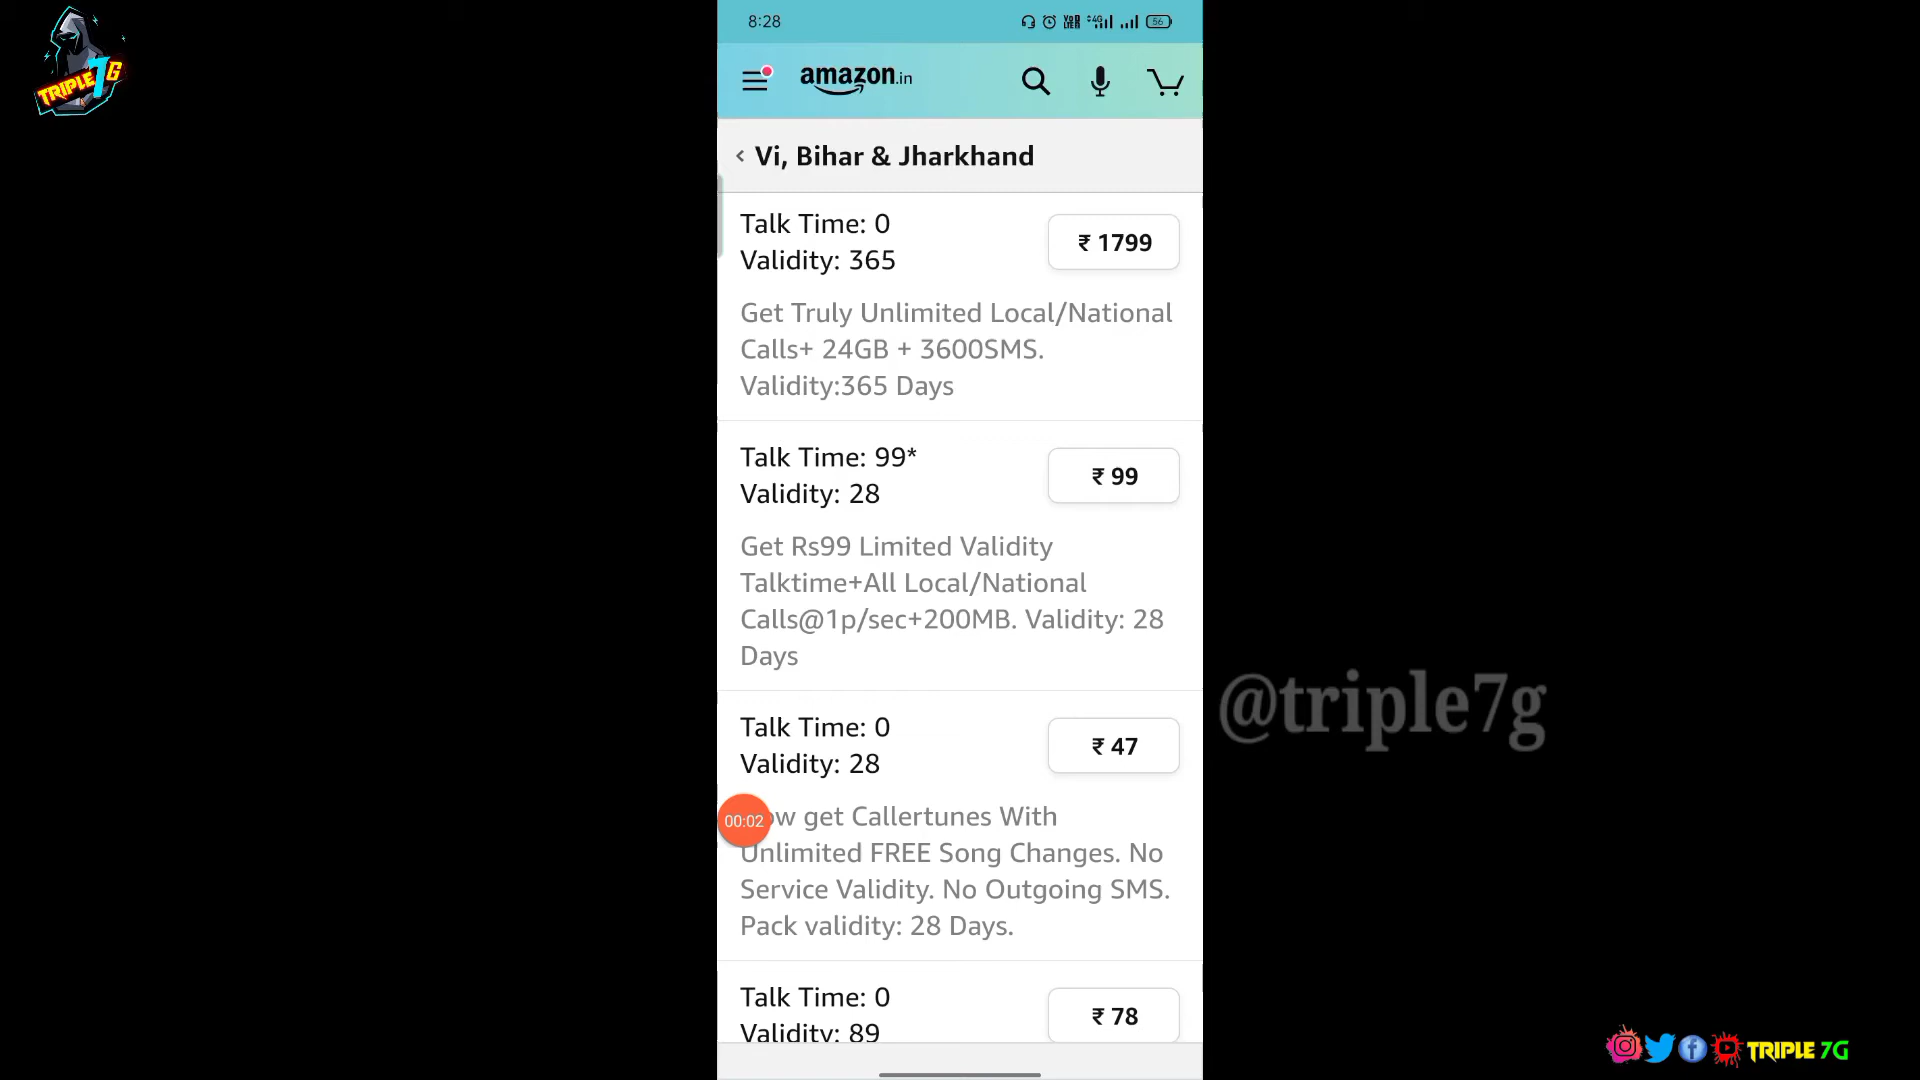 TRIPLE 7G
8:28
56
amazon.in
Vi, Bihar & Jharkhand
Talk Time: 0
Validity: 365
₹ 1799
Get Truly Unlimited Local/National
Calls+ 24GB + 3600SMS.
Validity:365 Days
Talk Time: 99*
Validity: 28
₹ 99
Get Rs99 Limited Validity
Talktime+All Local/National
Calls@1p/sec+200MB. Validity: 28
Days
Talk Time: 0
Validity: 28
₹ 47
00:02
get Callertunes With
Unlimited FREE Song Changes. No
Service Validity. No Outgoing SMS.
Pack validity: 28 Days.
Talk Time: 0
Validity: 89
₹ 78
@triple7g
TRIPLE 7G